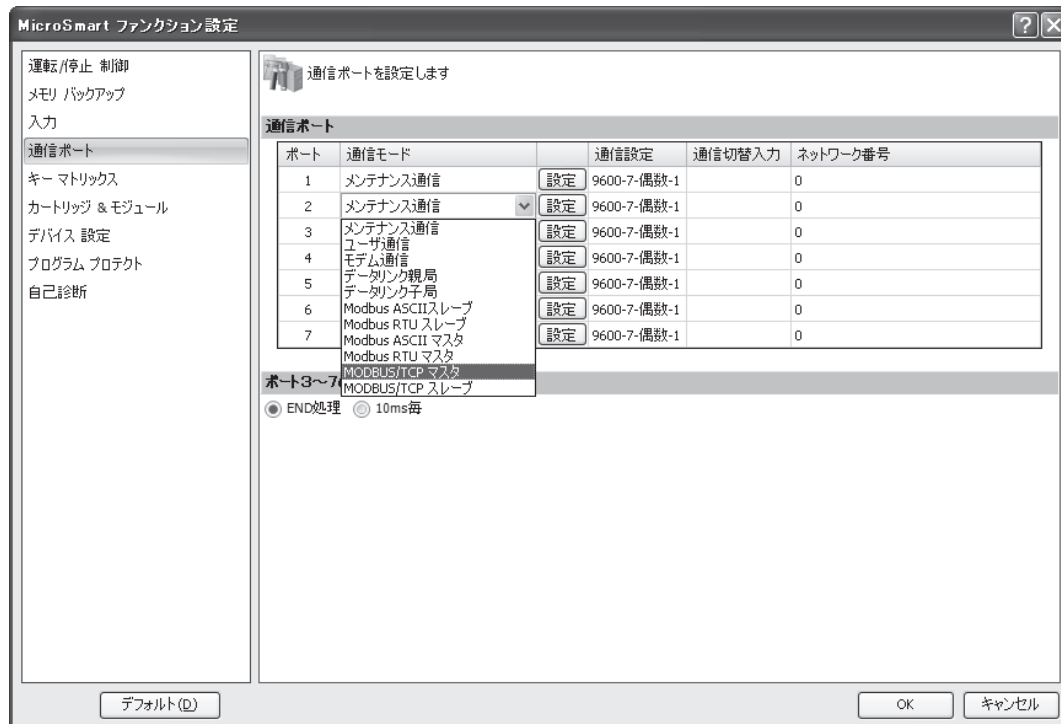 MicroSmart ファンクション設定
運転/停止 制御
メモリ バックアップ
入力
通信ポート
キー マトリックス
カートリッジ & モジュール
デバイス 設定
プログラム プロテクト
自己診断
通信ポートを設定します
通信ポート
ポート 通信モード 通信設定 通信切替入力 ネットワーク番号
1 メンテナンス通信 設定 9600-7-偶数-1 0
2 メンテナンス通信 設定 9600-7-偶数-1 0
3 設定 9600-7-偶数-1 0
4 設定 9600-7-偶数-1 0
5 設定 9600-7-偶数-1 0
6 設定 9600-7-偶数-1 0
7 設定 9600-7-偶数-1 0
メンテナンス通信
ユーザ通信
モデム通信
データリンク親局
データリンク子局
Modbus ASCIIスレーブ
Modbus RTU スレーブ
Modbus ASCII マスタ
Modbus RTU マスタ
MODBUS/TCP マスタ
MODBUS/TCP スレーブ
ポート3～7
END処理 10ms毎
デフォルト(D)
OK キャンセル